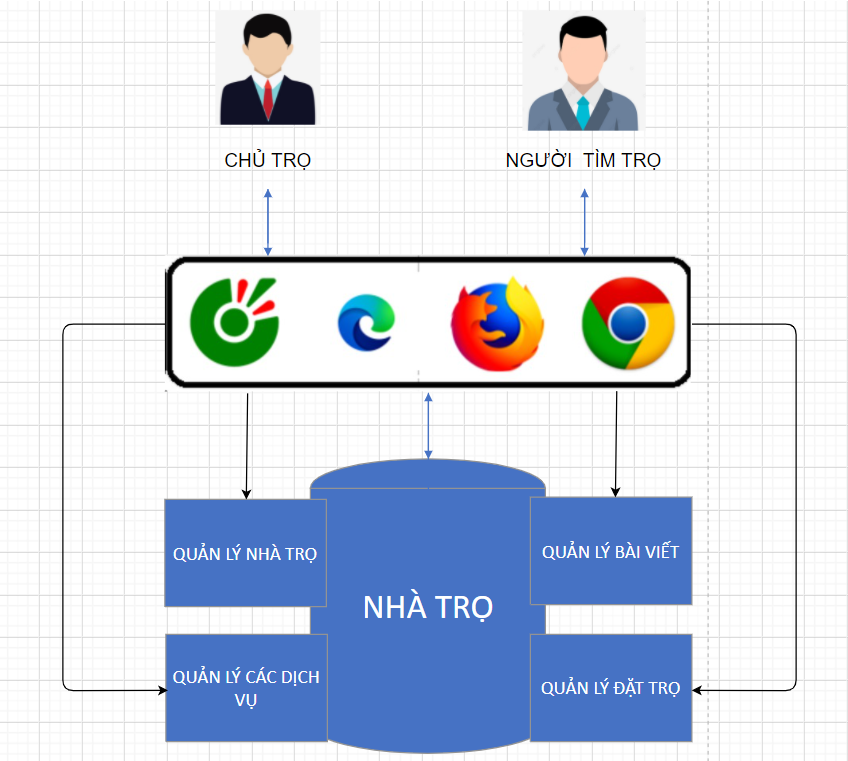 CHỦ TRỌ
NGƯỜI TÌM TRỌ
QUẢN LÝ NHÀ TRỌ
QUẢN LÝ BÀI VIẾT
NHÀ TRỌ
QUẢN LÝ CÁC DỊCH
VỤ
QUẢN LÝ ĐẶT TRỌ